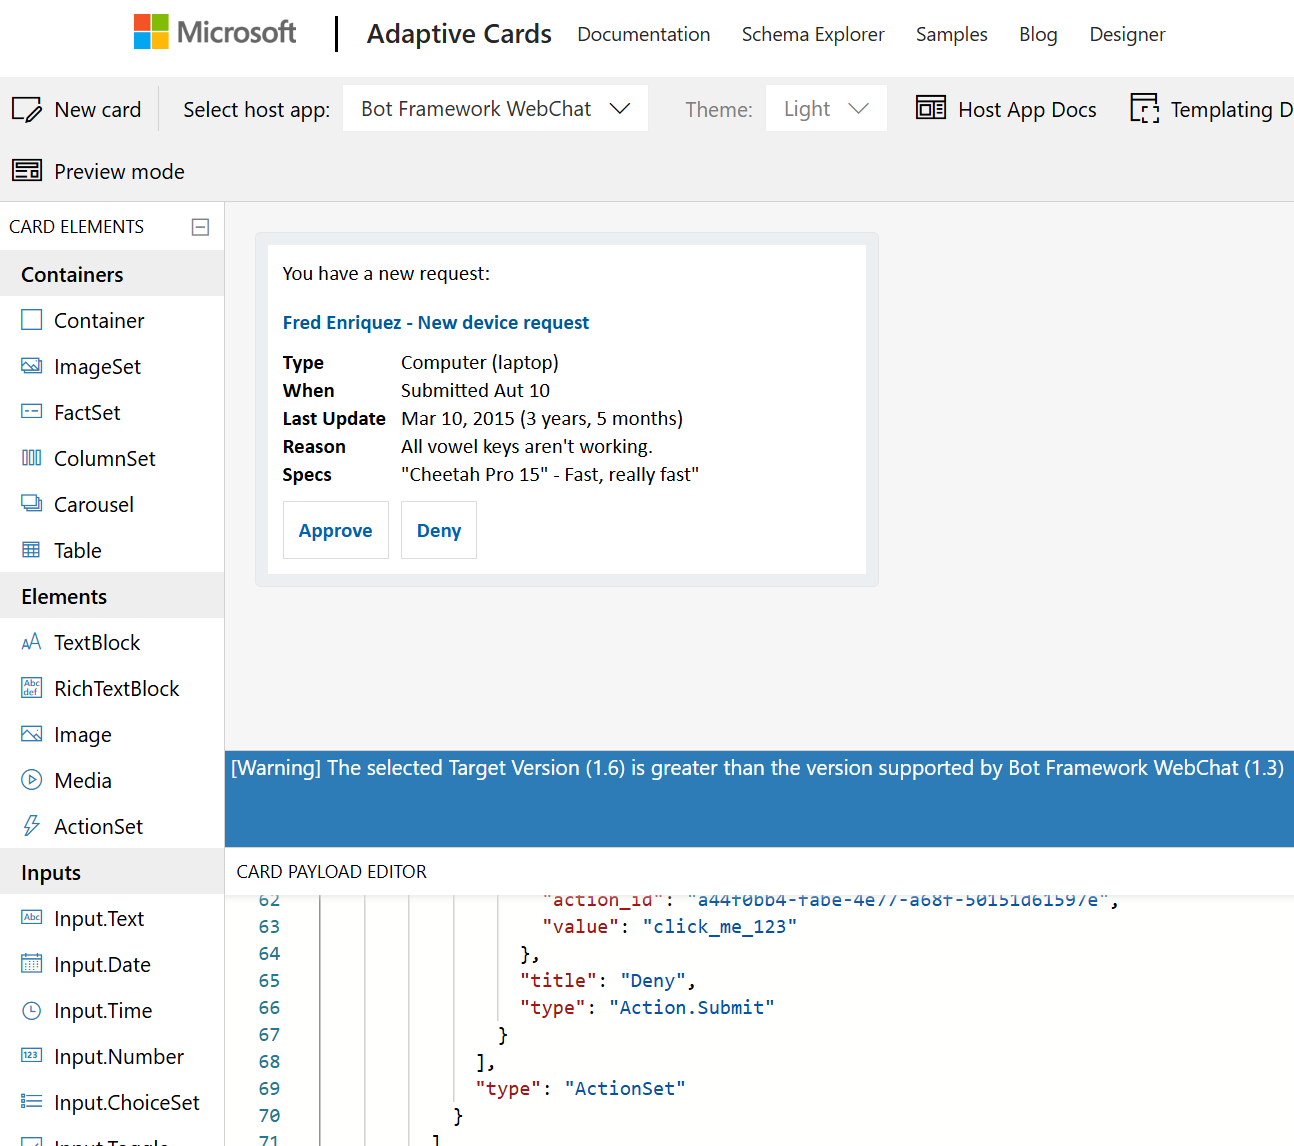 Microsoft
Adaptive Cards
Documentation
Schema Explorer
Samples
Blog
Designer
New card
Select host app:
Bot Framework WebChat
Theme:
Light
Host App Docs
Templating D
Preview mode
CARD ELEMENTS
Containers
Container
ImageSet
FactSet
ColumnSet
Carousel
Table
Elements
TextBlock
RichTextBlock
Image
Media
ActionSet
Inputs
Input.Text
Input.Date
Input.Time
Input.Number
Input.ChoiceSet
Input.Toggle
You have a new request:
Fred Enriquez - New device request
Type Computer (laptop)
When Submitted Aut 10
Last Update Mar 10, 2015 (3 years, 5 months)
Reason All vowel keys aren't working.
Specs "Cheetah Pro 15" - Fast, really fast"
Approve
Deny
[Warning] The selected Target Version (1.6) is greater than the version supported by Bot Framework WebChat (1.3)
CARD PAYLOAD EDITOR
62 "action_id": "a44f0bb4-fabe-4e77-a68f-50151d61597e",
63 "value": "click_me_123"
64 },
65 "title": "Deny",
66 "type": "Action.Submit"
67 }
68 ],
69 "type": "ActionSet"
70 }
71 ]